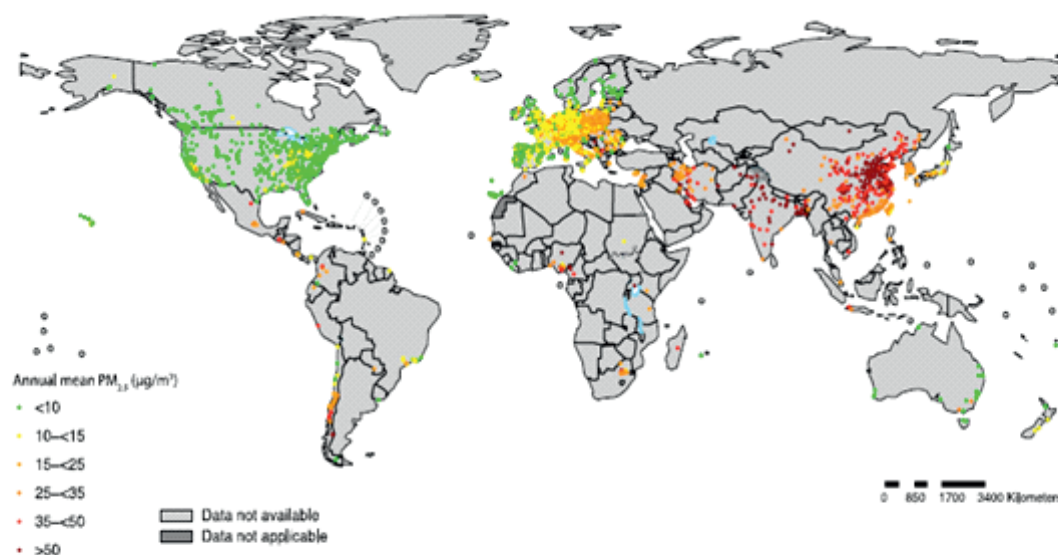 Annual mean PM2.5 (µg/m³)
<10
10–<15
15–<25
25–<35
35–<50
>50
Data not available
Data not applicable
0 850 1700 3400 Kilometers